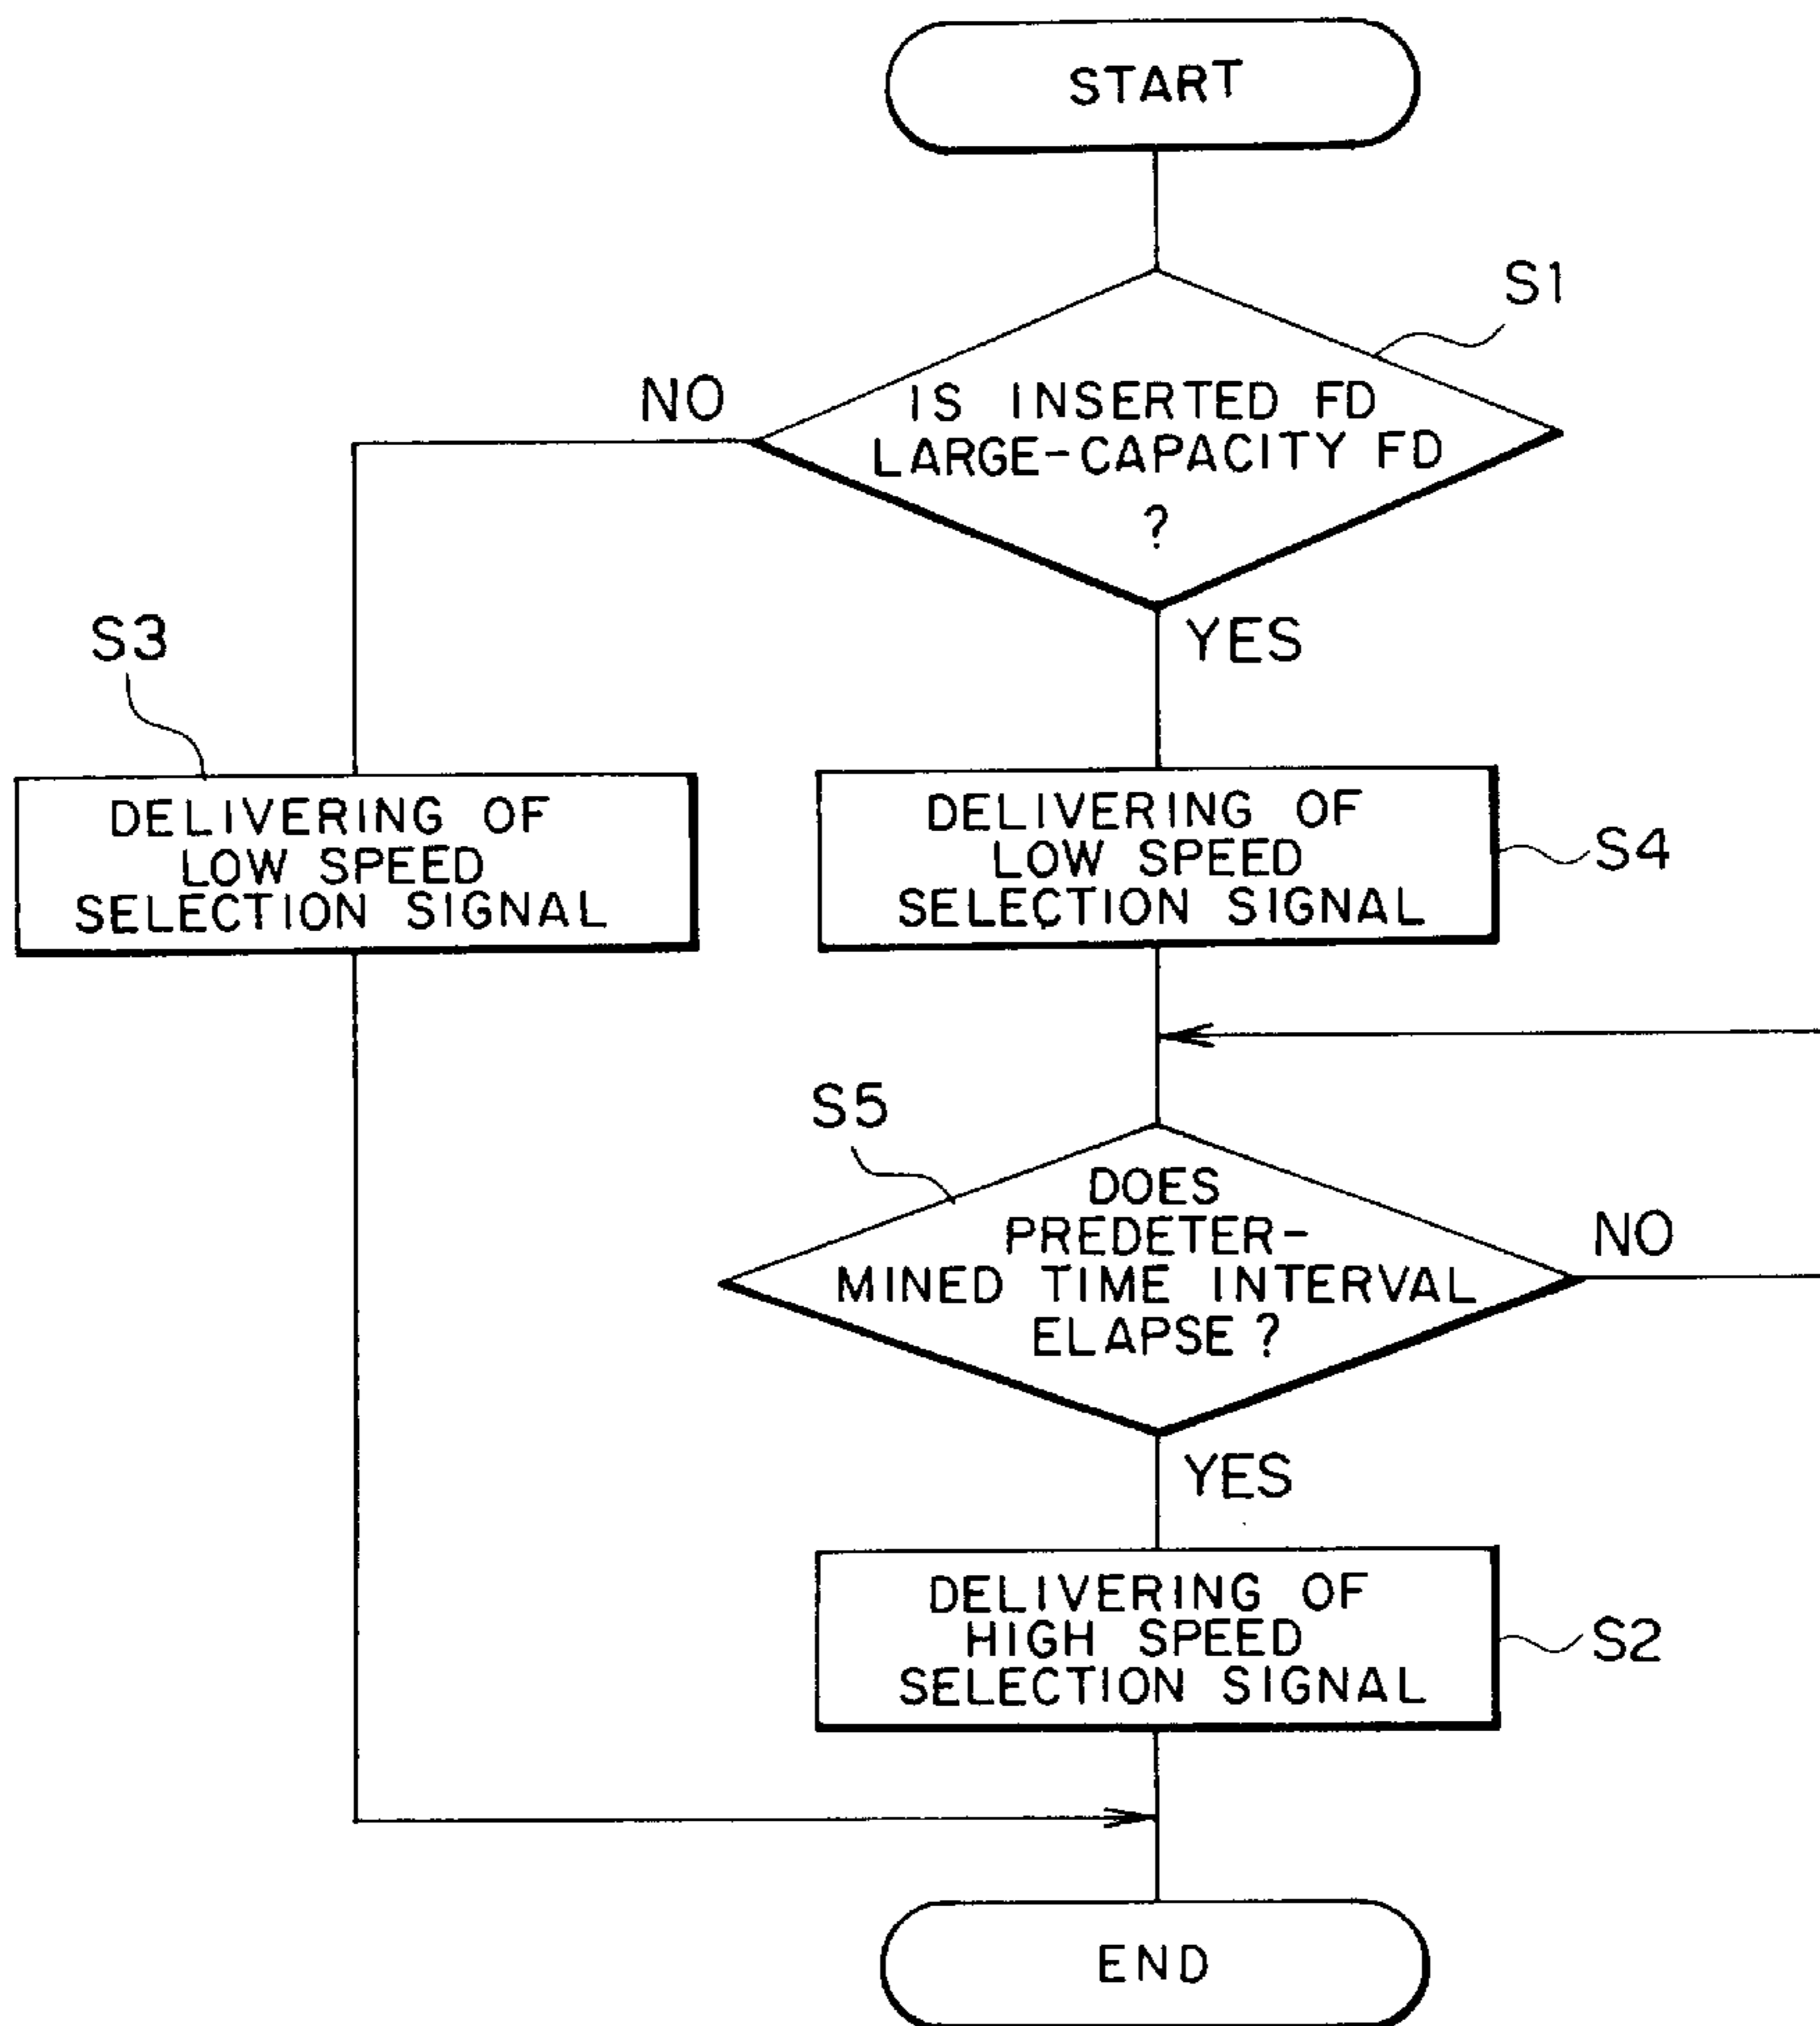 START
S1
NO
IS INSERTED FD
LARGE-CAPACITY FD
?
YES
S3
DELIVERING OF
LOW SPEED
SELECTION SIGNAL
DELIVERING OF
LOW SPEED
SELECTION SIGNAL
S4
S5
DOES
PREDETER-
MINED TIME INTERVAL
ELAPSE?
NO
YES
DELIVERING OF
HIGH SPEED
SELECTION SIGNAL
S2
END